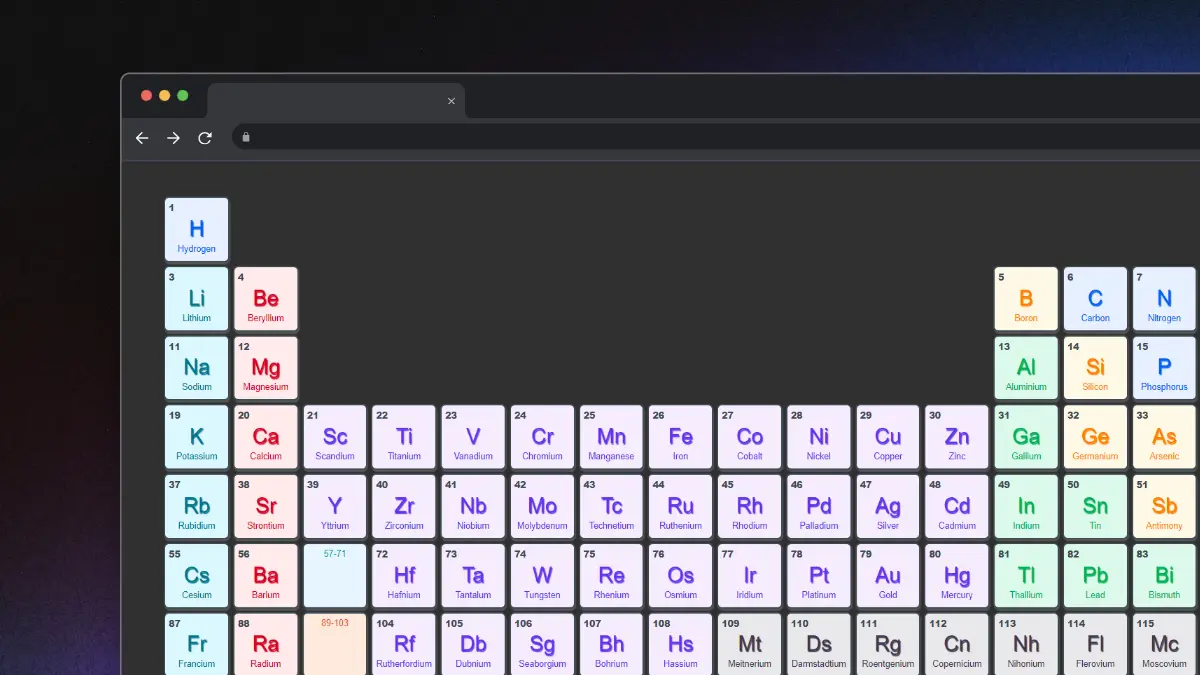 1
H
Hydrogen
3 4 5 6 7
Li Be B C N
Lithium Beryllium Boron Carbon Nitrogen
11 12 13 14 15
Na Mg Al Si P
Sodium Magnesium Aluminium Silicon Phosphorus
19 20 21 22 23 24 25 26 27 28 29 30 31 32 33
K Ca Sc Ti V Cr Mn Fe Co Ni Cu Zn Ga Ge As
Potassium Calcium Scandium Titanium Vanadium Chromium Manganese Iron Cobalt Nickel Copper Zinc Gallium Germanium Arsenic
37 38 39 40 41 42 43 44 45 46 47 48 49 50 51
Rb Sr Y Zr Nb Mo Tc Ru Rh Pd Ag Cd In Sn Sb
Rubidium Strontium Yttrium Zirconium Niobium Molybdenum Technetium Ruthenium Rhodium Palladium Silver Cadmium Indium Tin Antimony
55 56 57-71 72 73 74 75 76 77 78 79 80 81 82 83
Cs Ba Hf Ta W Re Os Ir Pt Au Hg Tl Pb Bi
Cesium Barium Hafnium Tantalum Tungsten Rhenium Osmium Iridium Platinum Gold Mercury Thallium Lead Bismuth
87 88 89-103 104 105 106 107 108 109 110 111 112 113 114 115
Fr Ra Rf Db Sg Bh Hs Mt Ds Rg Cn Nh Fl Mc
Francium Radium Rutherfordium Dubnium Seaborgium Bohrium Hassium Meitnerium Darmstadtium Roentgenium Copernicium Nihonium Flerovium Moscovium